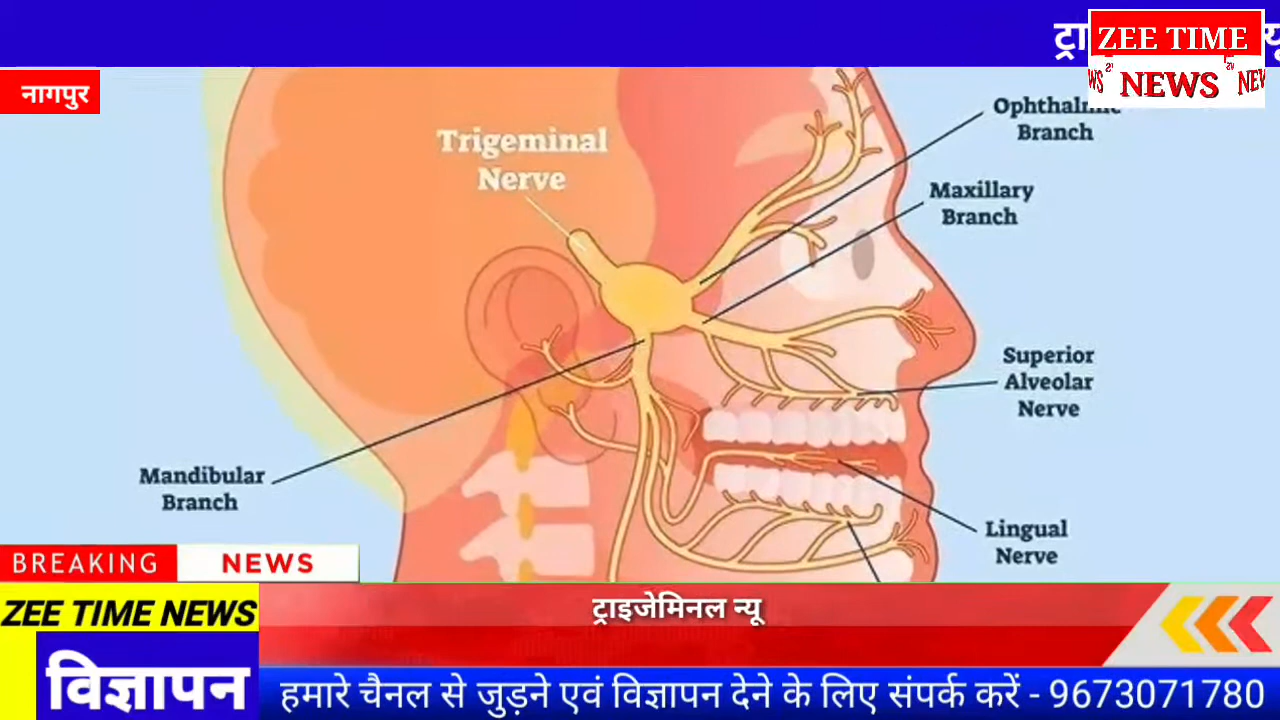 ट्रा
ZEE TIME
NEWS
नागपुर
Ophthalmic
Branch
Trigeminal
Nerve
Maxillary
Branch
Superior
Alveolar
Nerve
Mandibular
Branch
Lingual
Nerve
BREAKING NEWS
ZEE TIME NEWS
ट्राइजेमिनल न्यू
विज्ञापन
हमारे चैनल से जुड़ने एवं विज्ञापन देने के लिए संपर्क करें - 9673071780